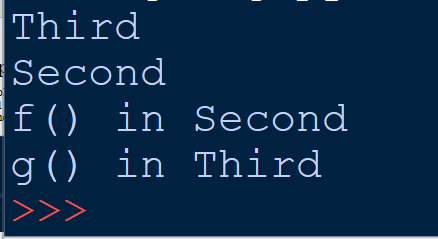 Third
Second
f() in Second
g() in Third
>>>